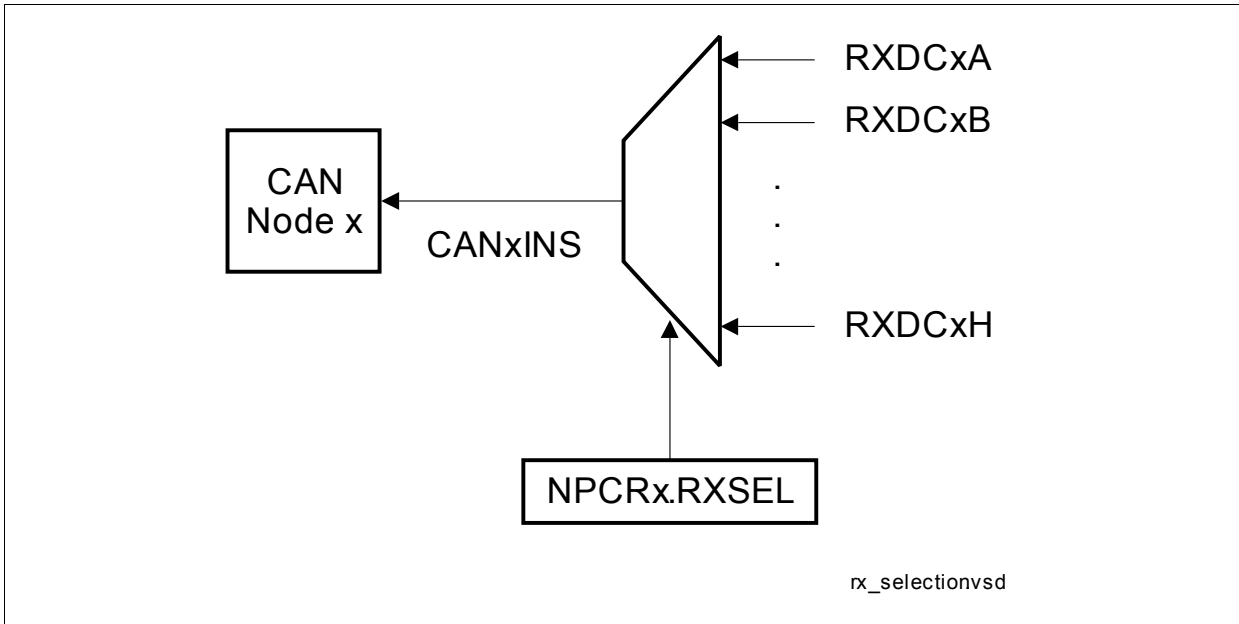 RXDCxA
RXDCxB
CAN
Node x
CANxINS
.
.
.
RXDCxH
NPCRx.RXSEL
rx_selectionvsd